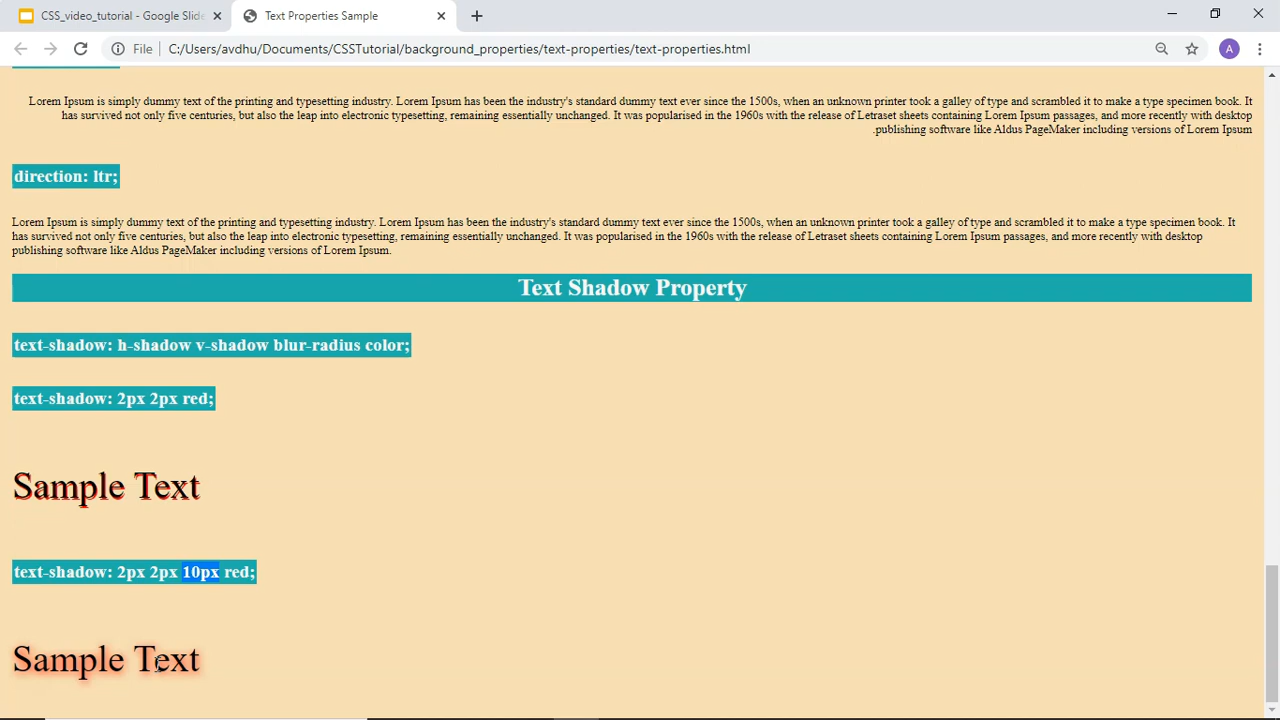 CSS_video_tutorial - Google Slide
Text Properties Sample
File
C:/Users/avdhu/Documents/CSSTutorial/background_properties/text-properties/text-properties.html
A
Lorem Ipsum is simply dummy text of the printing and typesetting industry. Lorem Ipsum has been the industry's standard dummy text ever since the 1500s, when an unknown printer took a galley of type and scrambled it to make a type specimen book. It
has survived not only five centuries, but also the leap into electronic typesetting, remaining essentially unchanged. It was popularised in the 1960s with the release of Letraset sheets containing Lorem Ipsum passages, and more recently with desktop
.publishing software like Aldus PageMaker including versions of Lorem Ipsum
direction: ltr;
Lorem Ipsum is simply dummy text of the printing and typesetting industry. Lorem Ipsum has been the industry's standard dummy text ever since the 1500s, when an unknown printer took a galley of type and scrambled it to make a type specimen book. It
has survived not only five centuries, but also the leap into electronic typesetting, remaining essentially unchanged. It was popularised in the 1960s with the release of Letraset sheets containing Lorem Ipsum passages, and more recently with desktop
publishing software like Aldus PageMaker including versions of Lorem Ipsum.
Text Shadow Property
text-shadow: h-shadow v-shadow blur-radius color;
text-shadow: 2px 2px red;
Sample Text
text-shadow: 2px 2px 10px red;
Sample Text